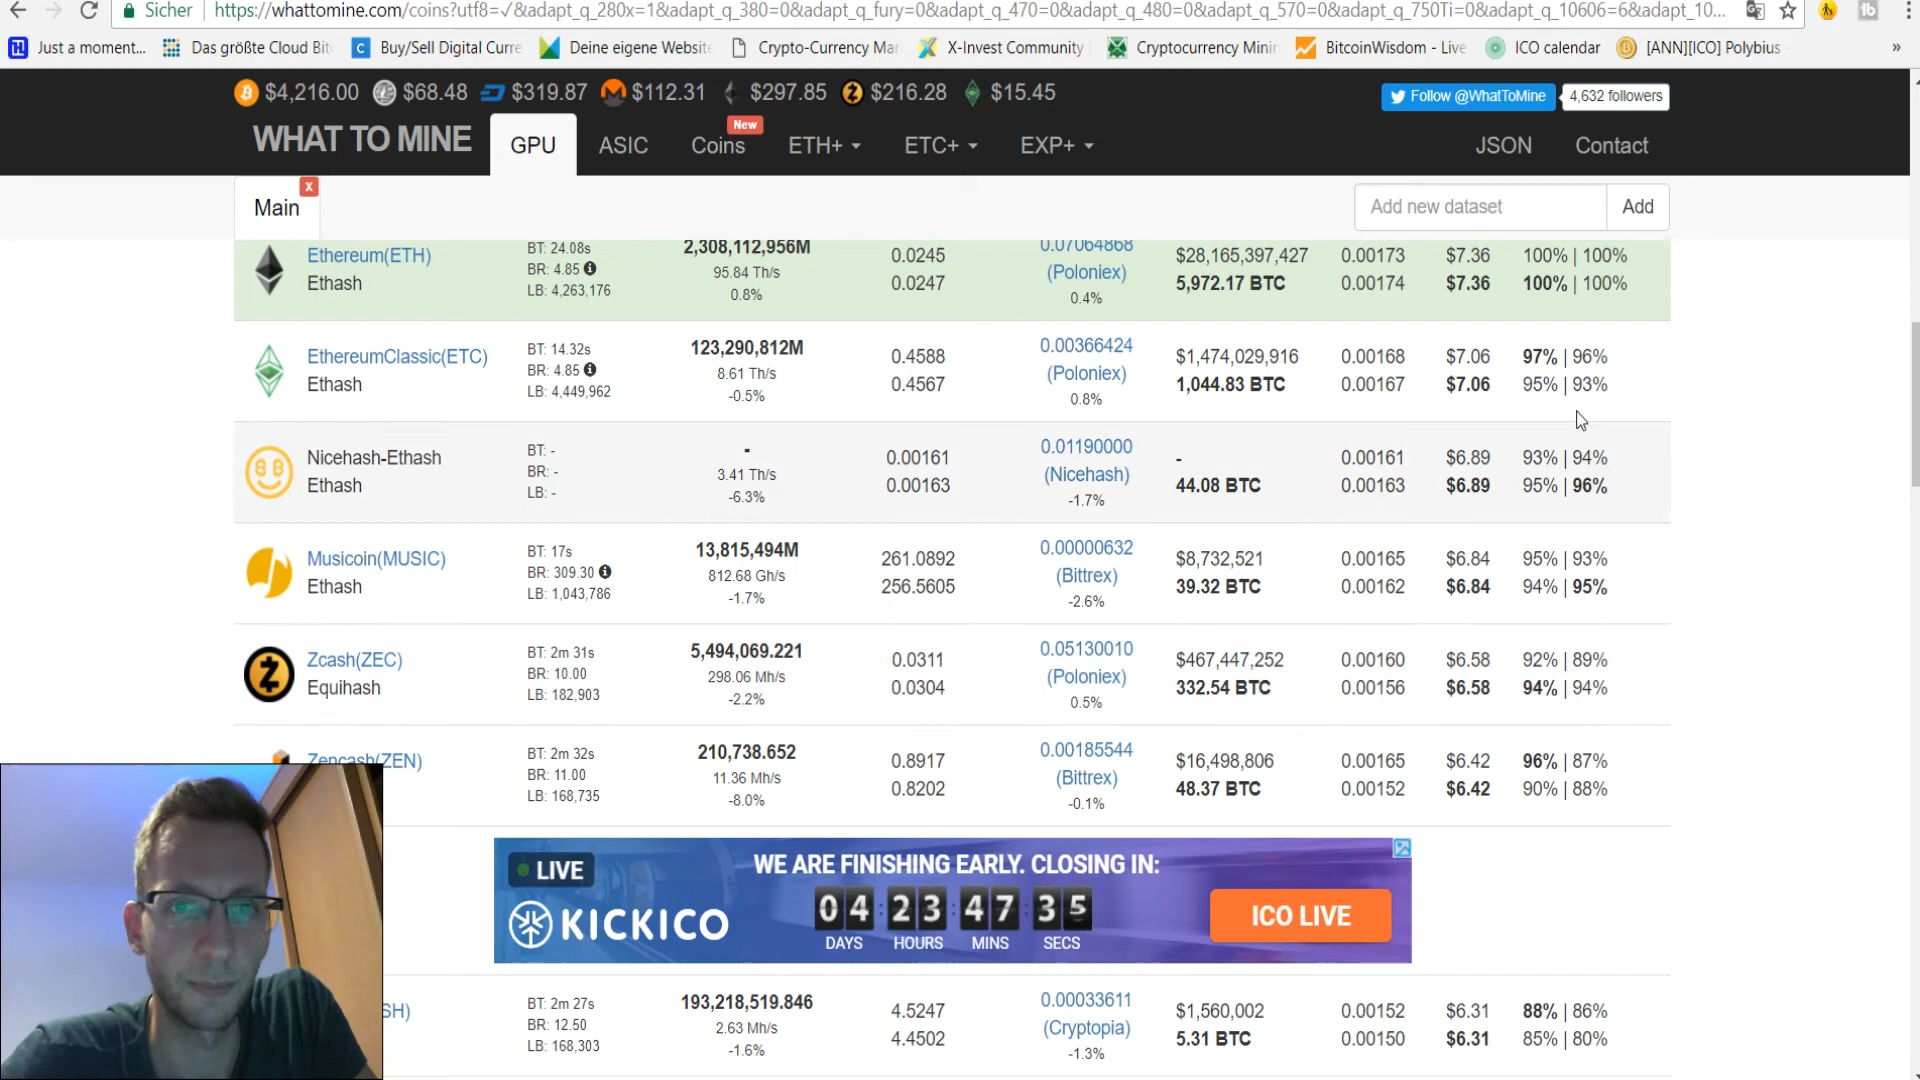 Sicher https://whattomine.com/coins?utf8=✓&adapt_q_280x=1&adapt_q_380=0&adapt_q_fury=0&adapt_q_470=0&adapt_q_480=0&adapt_q_570=0&adapt_q_750Ti=0&adapt_q_10606=6&adapt_10...
Just a moment... Das größte Cloud Bit Buy/Sell Digital Curre Deine eigene Website Crypto-Currency Mar X-Invest Community Cryptocurrency Minin BitcoinWisdom - Live ICO calendar [ANN][ICO] Polybius »
$4,216.00 $68.48 $319.87 $112.31 $297.85 $216.28 $15.45 Follow @WhatToMine 4,632 followers
WHAT TO MINE GPU ASIC Coins New ETH+ ETC+ EXP+ JSON Contact
Main x Add new dataset Add
Ethereum(ETH) BT: 24.08s 2,308,112,956M 0.0245 0.07064868 $28,165,397,427 0.00173 $7.36 100% | 100%
Ethash BR: 4.85 95.84 Th/s 0.0247 (Poloniex) 5,972.17 BTC 0.00174 $7.36 100% | 100%
LB: 4,263,176 0.8% 0.4%
EthereumClassic(ETC) BT: 14.32s 123,290,812M 0.4588 0.00366424 $1,474,029,916 0.00168 $7.06 97% | 96%
Ethash BR: 4.85 8.61 Th/s 0.4567 (Poloniex) 1,044.83 BTC 0.00167 $7.06 95% | 93%
LB: 4,449,962 -0.5% 0.8%
Nicehash-Ethash BT: - - 0.00161 0.01190000 - 0.00161 $6.89 93% | 94%
Ethash BR: - 3.41 Th/s 0.00163 (Nicehash) 44.08 BTC 0.00163 $6.89 95% | 96%
LB: - -6.3% -1.7%
Musicoin(MUSIC) BT: 17s 13,815,494M 261.0892 0.00000632 $8,732,521 0.00165 $6.84 95% | 93%
Ethash BR: 309.30 812.68 Gh/s 256.5605 (Bittrex) 39.32 BTC 0.00162 $6.84 94% | 95%
LB: 1,043,786 -1.7% -2.6%
Zcash(ZEC) BT: 2m 31s 5,494,069.221 0.0311 0.05130010 $467,447,252 0.00160 $6.58 92% | 89%
Equihash BR: 10.00 298.06 Mh/s 0.0304 (Poloniex) 332.54 BTC 0.00156 $6.58 94% | 94%
LB: 182,903 -2.2% 0.5%
Zencash(ZEN) BT: 2m 32s 210,738.652 0.8917 0.00185544 $16,498,806 0.00165 $6.42 96% | 87%
BR: 11.00 11.36 Mh/s 0.8202 (Bittrex) 48.37 BTC 0.00152 $6.42 90% | 88%
LB: 168,735 -8.0% -0.1%
LIVE WE ARE FINISHING EARLY. CLOSING IN:
KICKICO 04 : 23 : 47 : 35 ICO LIVE
DAYS HOURS MINS SECS
SH) BT: 2m 27s 193,218,519.846 4.5247 0.00033611 $1,560,002 0.00152 $6.31 88% | 86%
BR: 12.50 2.63 Mh/s 4.4502 (Cryptopia) 5.31 BTC 0.00150 $6.31 85% | 80%
LB: 168,303 -1.6% -1.3%